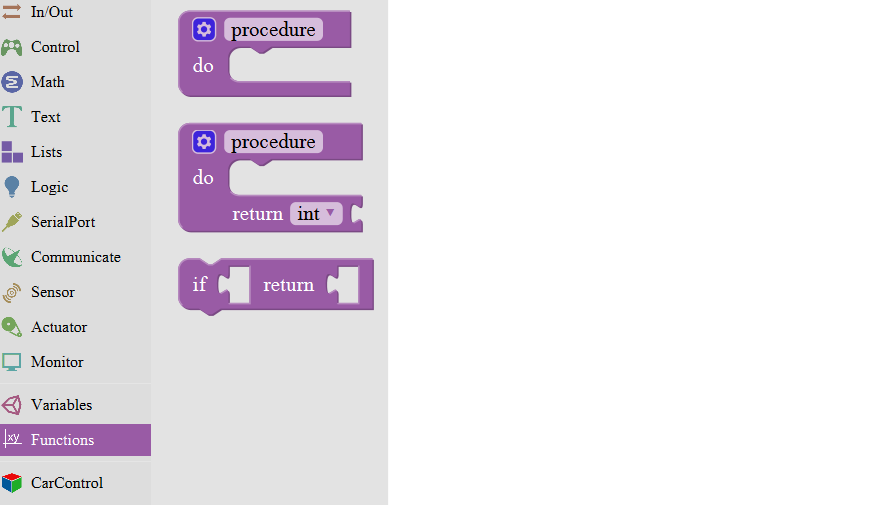 In/Out
Control
Math
Text
Lists
Logic
SerialPort
Communicate
Sensor
Actuator
Monitor
Variables
xy Functions
CarControl
procedure
do
procedure
do
return int
if return